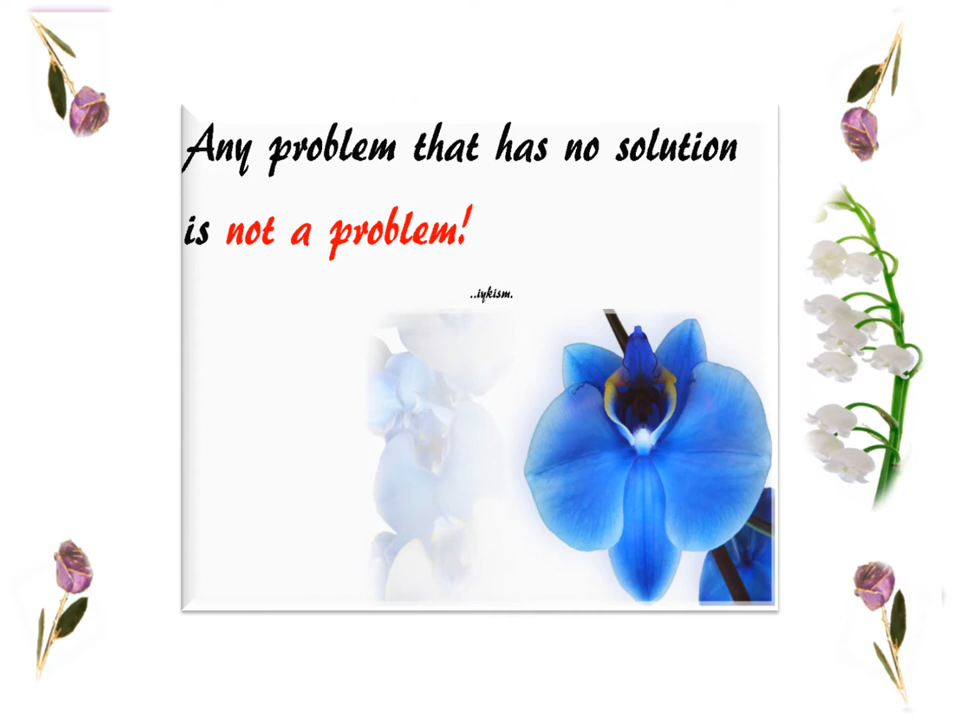 Any problem that has no solution
is not a problem!
..iykism.